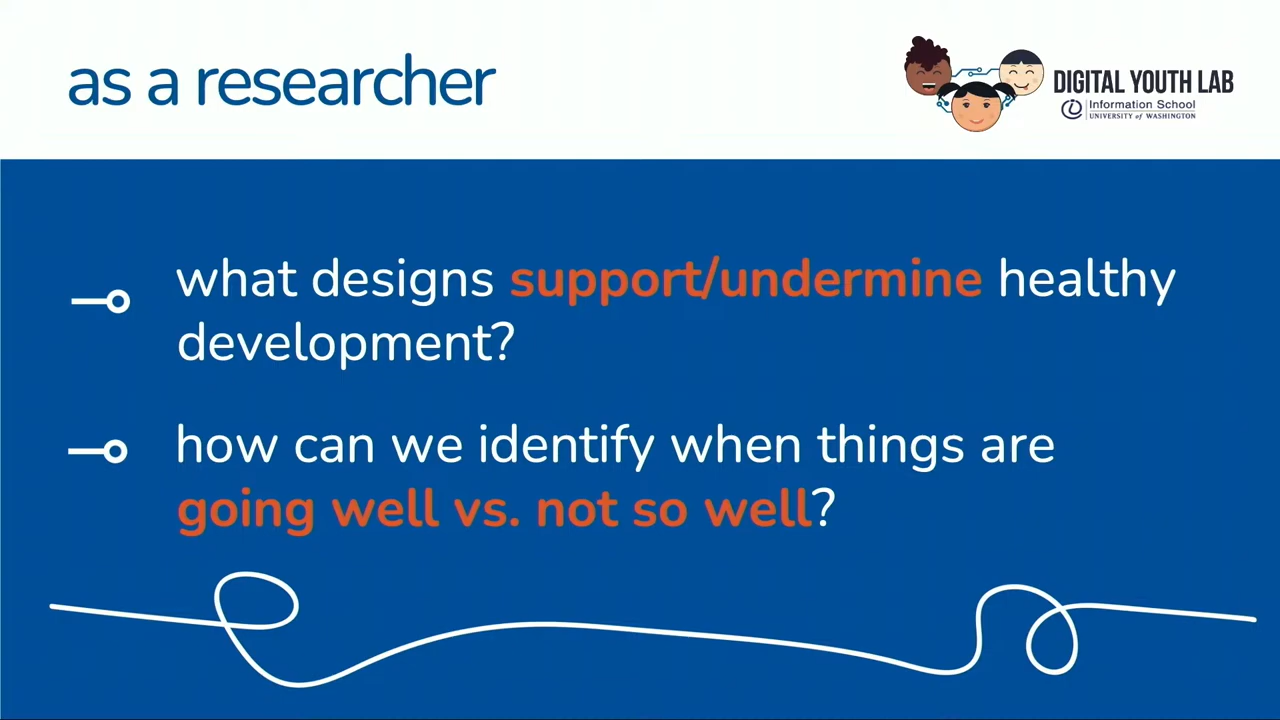 as a researcher
DIGITAL YOUTH LAB
Information School
UNIVERSITY of WASHINGTON
what designs support/undermine healthy
development?
how can we identify when things are
going well vs. not so well?